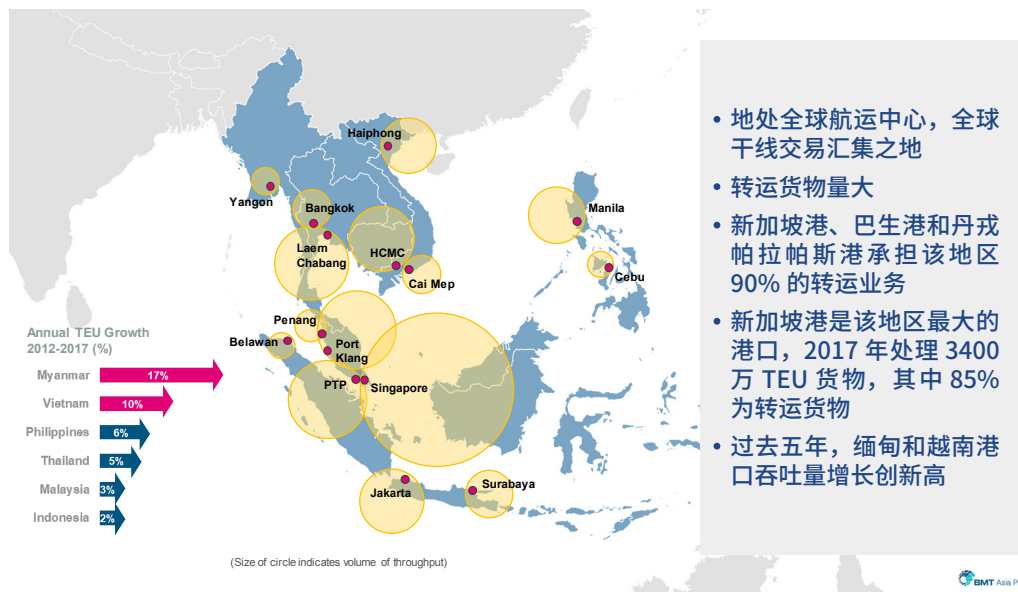 Haiphong
Yangon
Bangkok
Manila
Laem
Chabang
HCMC
Cai Mep
Cebu
Penang
Belawan
Port
Klang
PTP
Singapore
Jakarta
Surabaya
Annual TEU Growth
2012-2017 (%)
Myanmar 17%
Vietnam 10%
Philippines 6%
Thailand 5%
Malaysia 3%
Indonesia 2%
(Size of circle indicates volume of throughput)
• 地处全球航运中心，全球
干线交易汇集之地
• 转运货物量大
• 新加坡港、巴生港和丹戎
帕拉帕斯港承担该地区
90% 的转运业务
• 新加坡港是该地区最大的
港口，2017 年处理 3400
万 TEU 货物，其中 85%
为转运货物
• 过去五年，缅甸和越南港
口吞吐量增长创新高
BMT Asia P